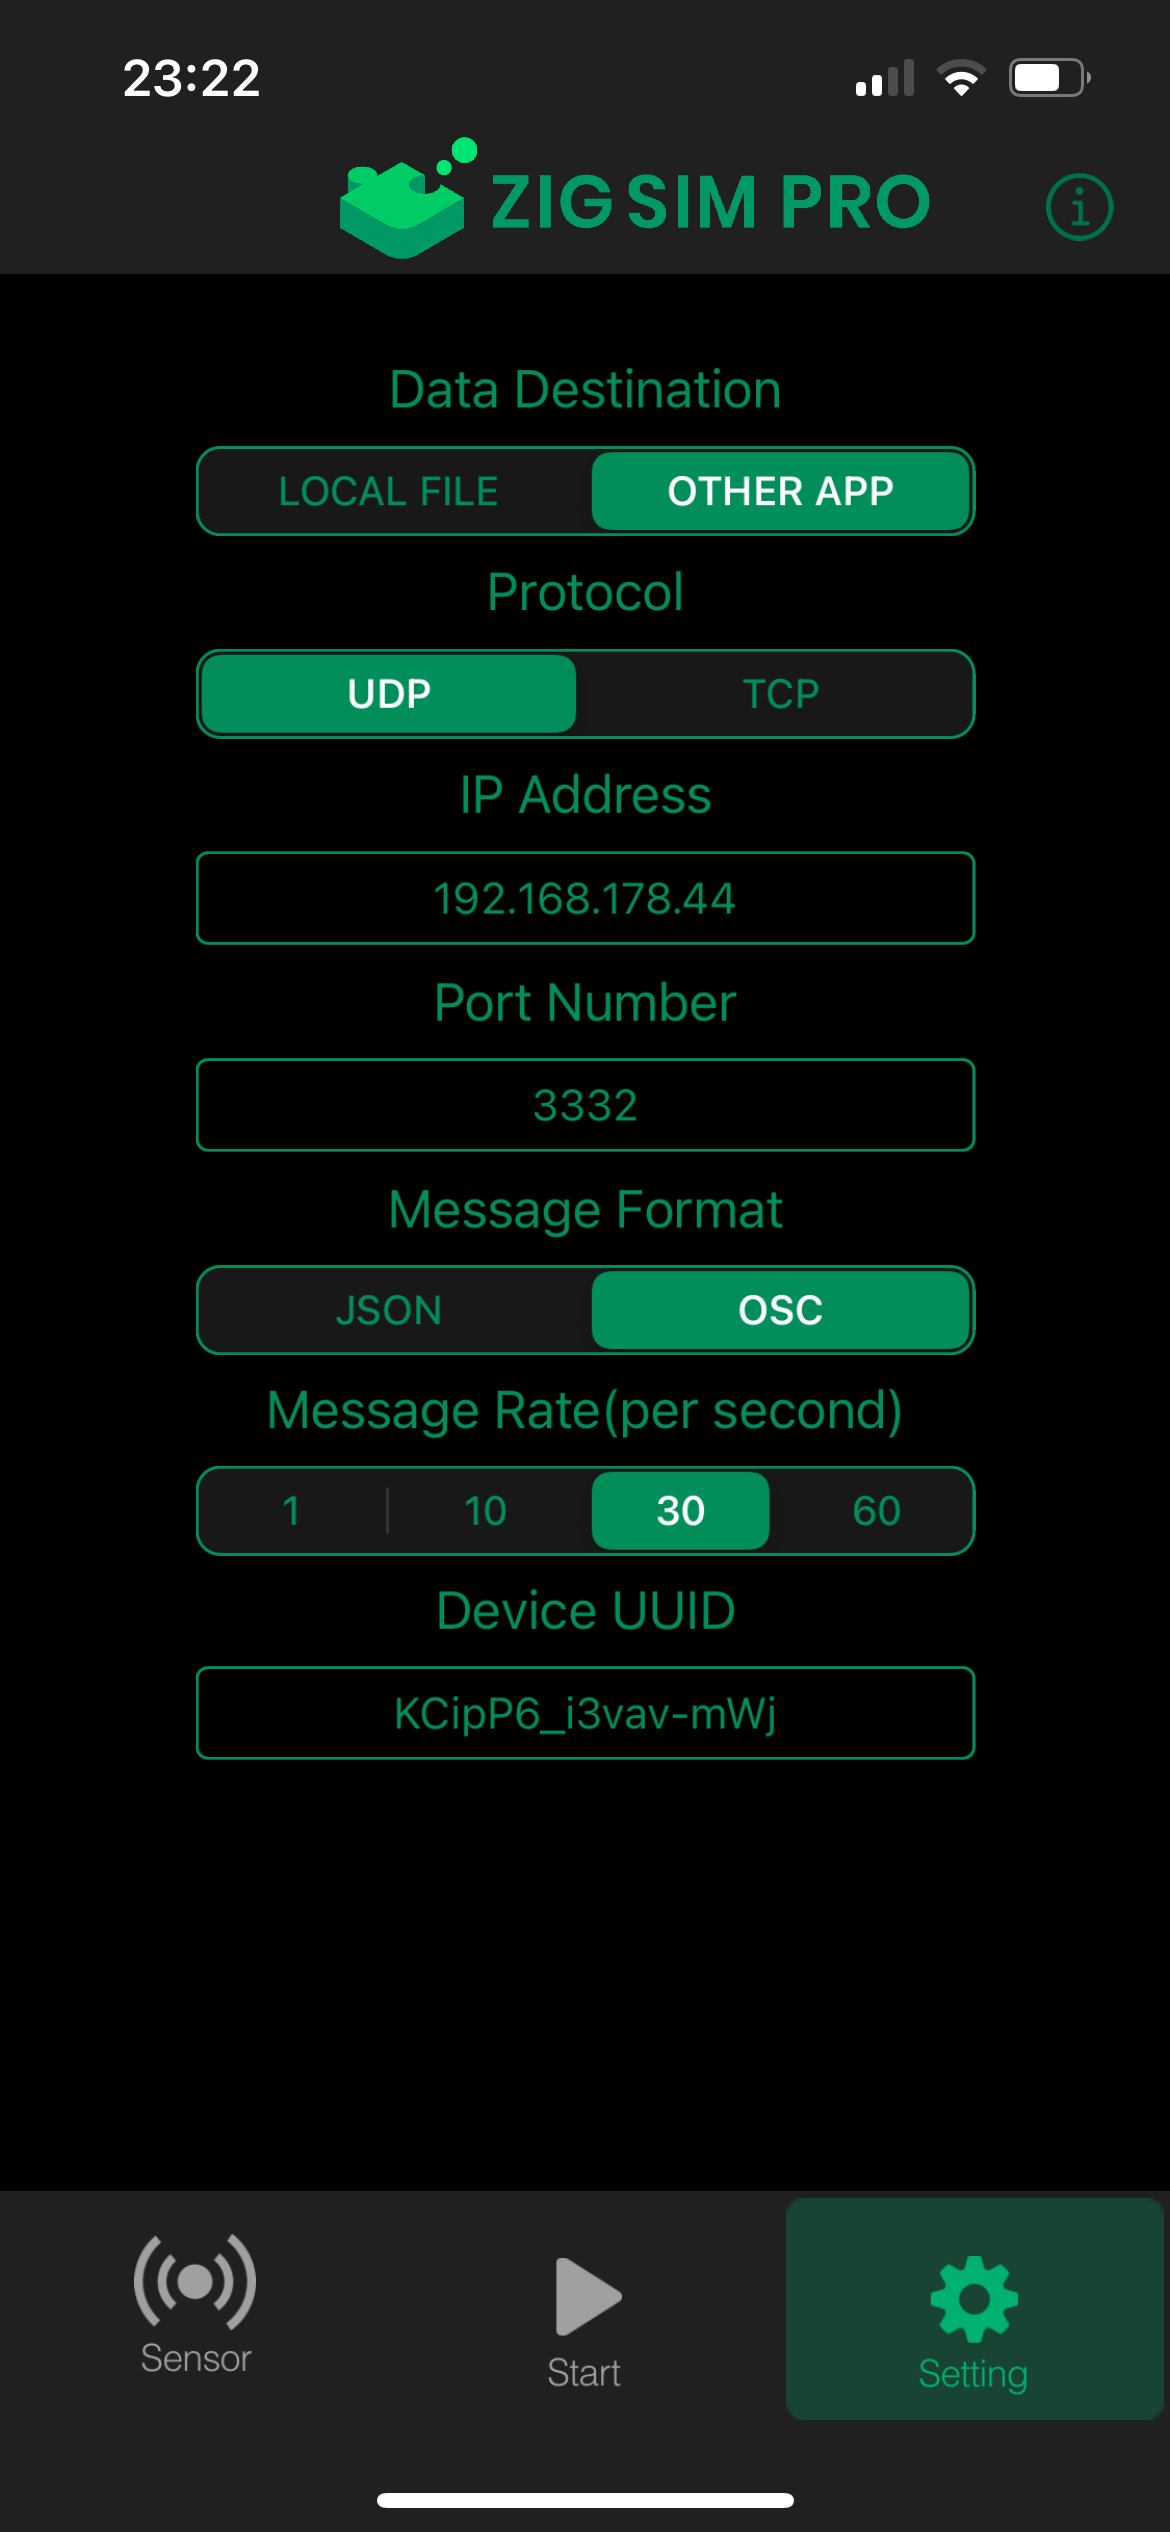 23:22
ZIG SIM PRO
Data Destination
LOCAL FILE OTHER APP
Protocol
UDP TCP
IP Address
192.168.178.44
Port Number
3332
Message Format
JSON OSC
Message Rate(per second)
1 10 30 60
Device UUID
KCipP6_i3vav-mWj
Sensor Start Setting